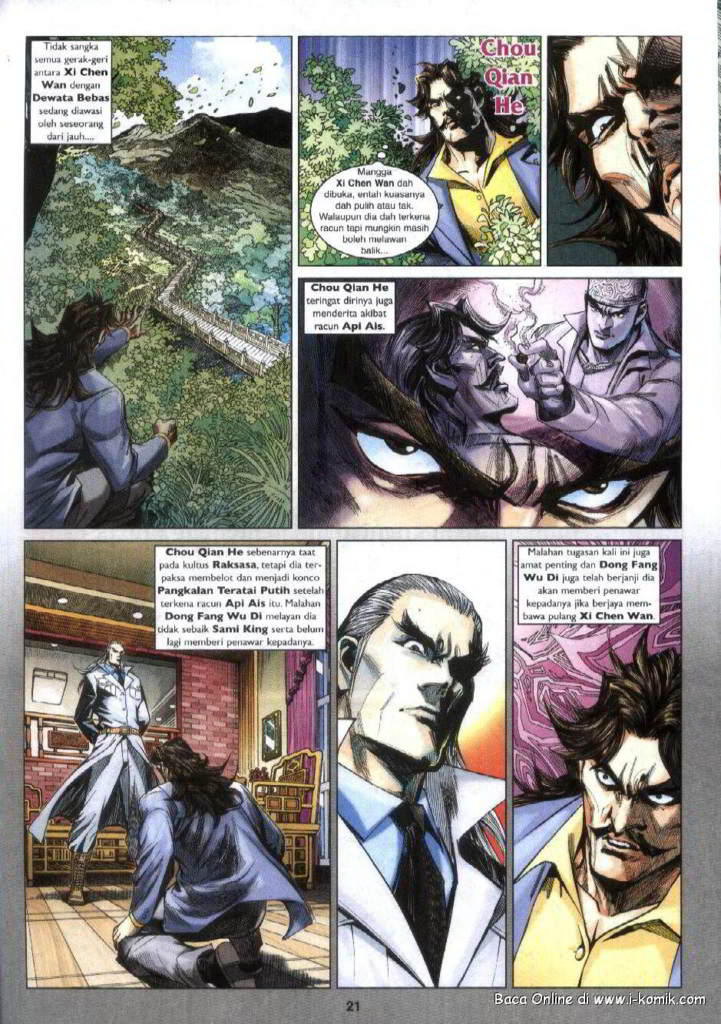 Tidak sangka
semua gerak-geri
antara Xi Chen
Wan dengan
Dewata Bebas
sedang diawasi
oleh seseorang
dari jauh....
Chou
Qian
He
Mangga
Xi Chen Wan dah
dibuka, entah kuasanya
dah pulih atau tak.
Walaupun dia dah terkena
racun tapi mungkin masih
boleh melawan
balik...
Chou Qian He
teringat dirinya juga
menderita akibat
racun Api Ais.
Chou Qian He sebenarnya taat
pada kultus Raksasa, tetapi dia ter-
paksa membelot dan menjadi konco
Pangkalan Teratai Putih setelah
terkena racun Api Ais itu. Malahan
Dong Fang Wu Di melayan dia
tidak sebaik Sami King serta belum
lagi memberi penawar kepadanya.
Malahan tugasan kali ini juga
amat penting dan Dong Fang
Wu Di juga telah berjanji dia
akan memberi penawar
kepadanya jika berjaya mem-
bawa pulang Xi Chen Wan.
21
Baca Online di www.i-komik.com